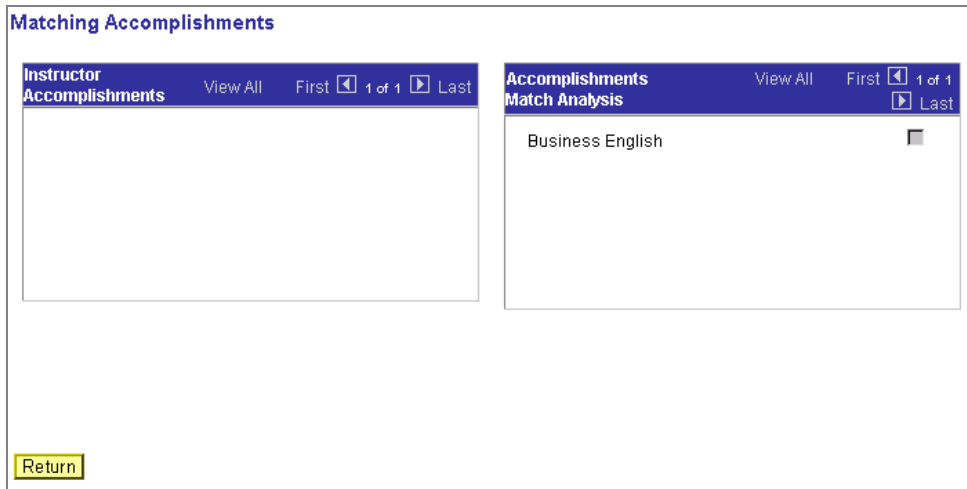 Matching Accomplishments
Instructor
Accomplishments
View All First 1 of 1 Last
Accomplishments
Match Analysis
View All First 1 of 1
Last
Business English
Return